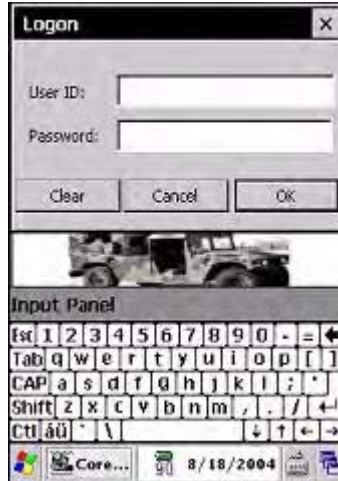 Logon
User ID:
Password:
Clear Cancel OK
Input Panel
Esc 1 2 3 4 5 6 7 8 9 0 - = ←
Tab q w e r t y u i o p [ ]
CAP a s d f g h j k l ; '
Shift z x c v b n m , . / ↵
Ctl áü ` \ ↓ ↑ ← →
Core... 8/18/2004